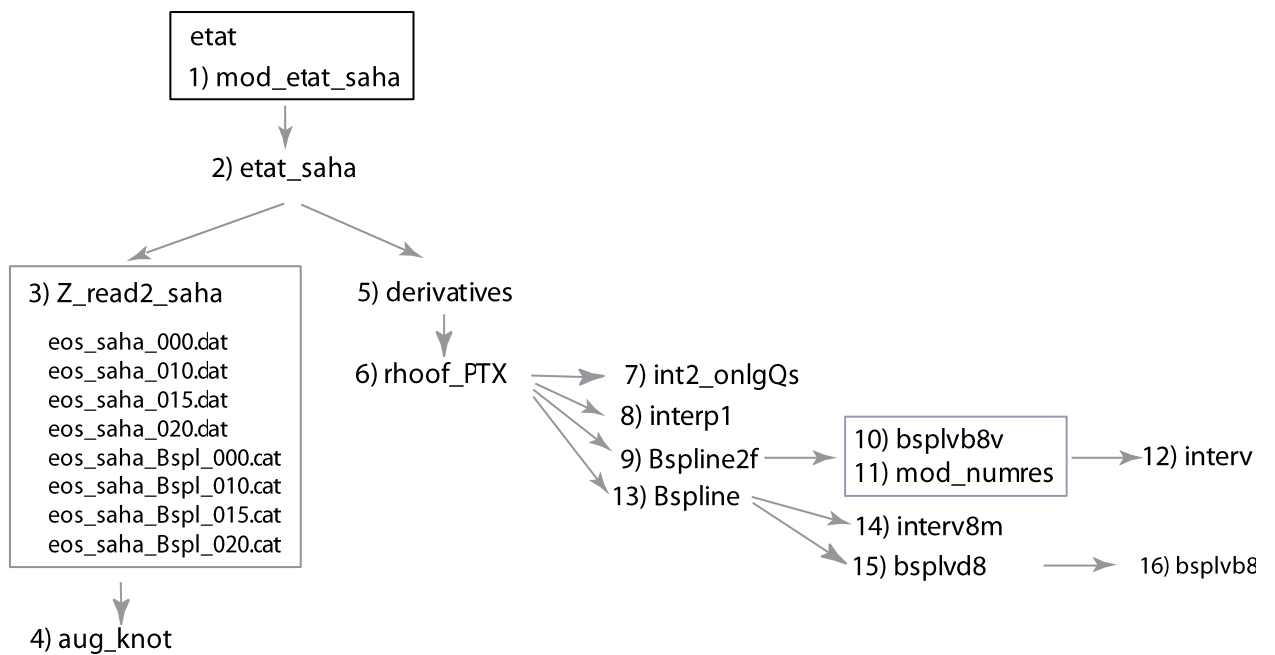 etat
1) mod_etat_saha
2) etat_saha
3) Z_read2_saha
eos_saha_000.dat
eos_saha_010.dat
eos_saha_015.dat
eos_saha_020.dat
eos_saha_Bspl_000.cat
eos_saha_Bspl_010.cat
eos_saha_Bspl_015.cat
eos_saha_Bspl_020.cat
4) aug_knot
5) derivatives
6) rhoof_PTX
7) int2_onlgQs
8) interp1
9) Bspline2f
10) bsplvb8v
11) mod_numres
12) interv
13) Bspline
14) interv8m
15) bsplvd8
16) bsplvb8